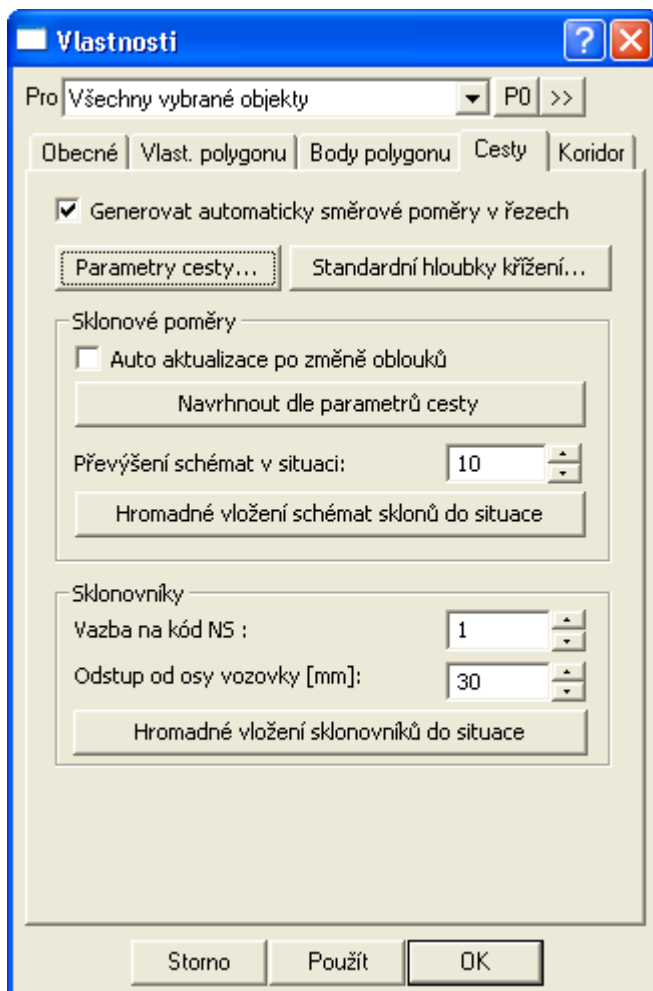 Vlastnosti
Pro Všechny vybrané objekty P0 >>
Obecné Vlast. polygonu Body polygonu Cesty Koridor
Generovat automaticky směrové poměry v řezech
Parametry cesty... Standardní hloubky křížení...
Sklonové poměry
Auto aktualizace po změně oblouků
Navrhnout dle parametrů cesty
Převýšení schémat v situaci: 10
Hromadné vložení schémat sklonů do situace
Sklonovníky
Vazba na kód NS : 1
Odstup od osy vozovky [mm]: 30
Hromadné vložení sklonovníků do situace
Storno Použít OK